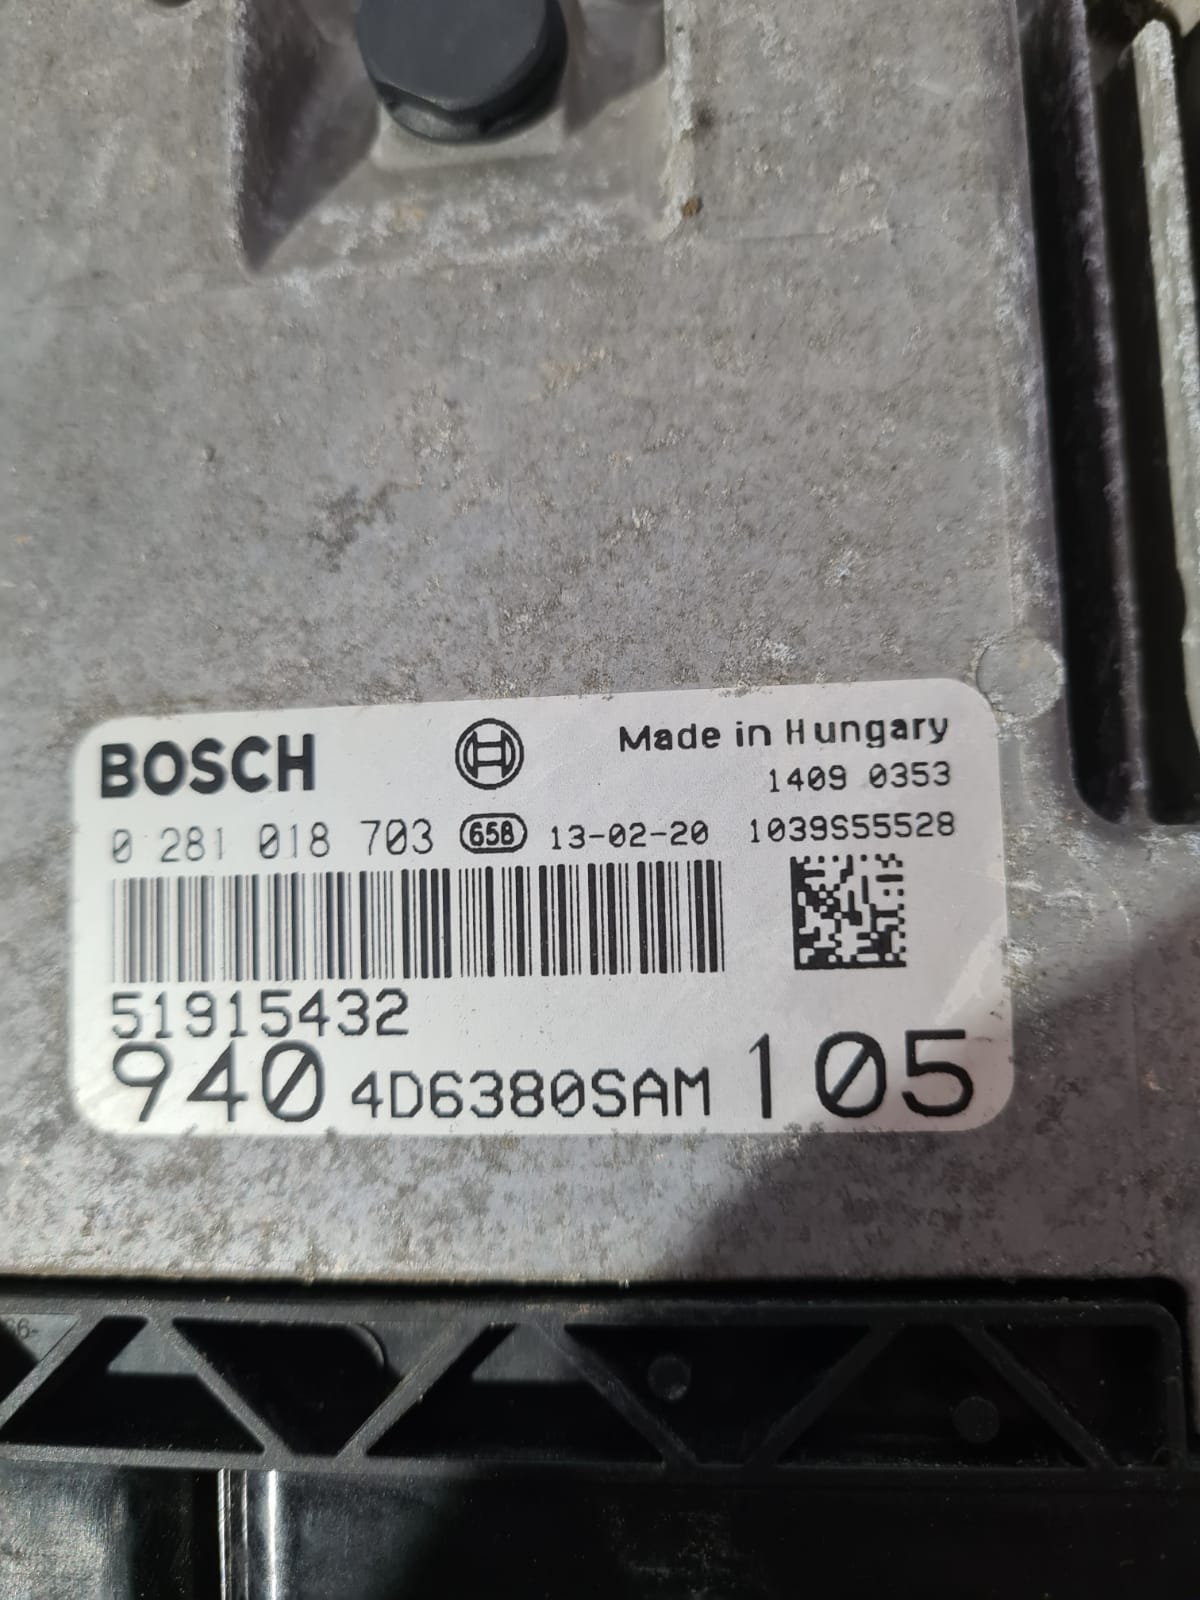 BOSCH
Made in Hungary
1409 0353
0 281 018 703 658 13-02-20 1039S55528
51915432
940 4D6380SAM 105